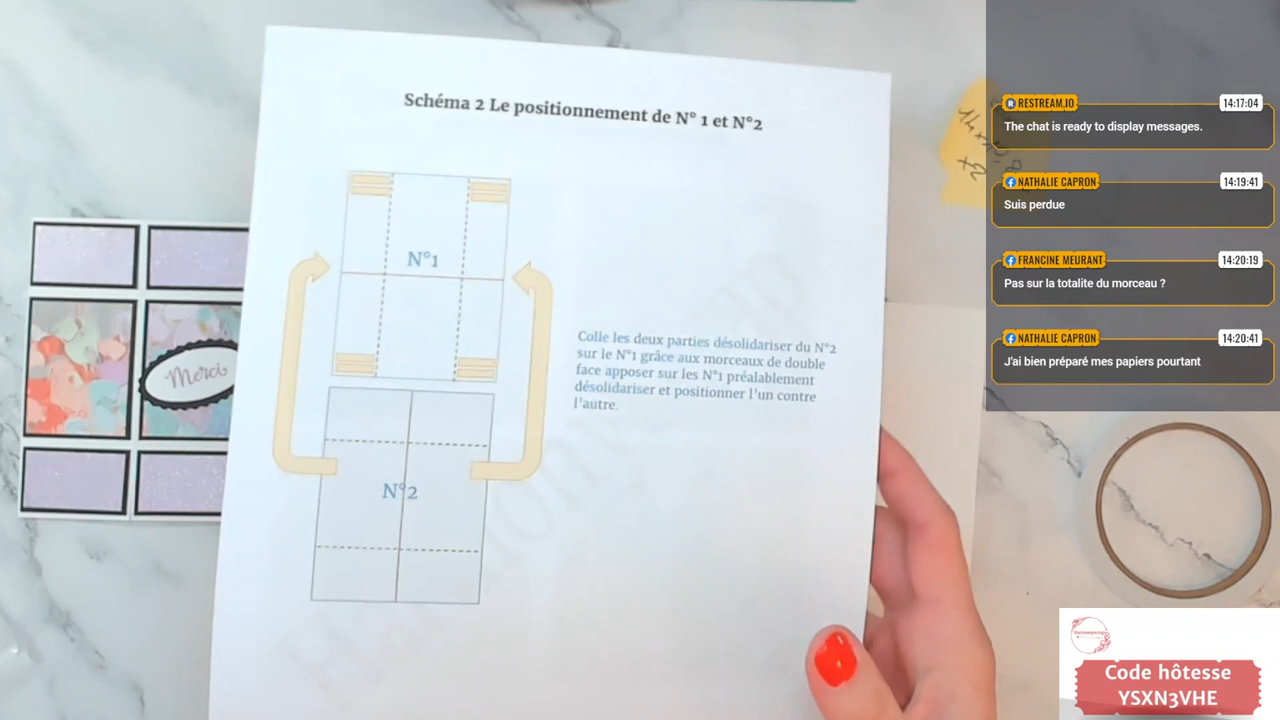 Schéma 2 Le positionnement de N° 1 et N°2
N°1
Colle les deux parties désolidariser du N°2
sur le N°1 grâce aux morceaux de double
face apposer sur les N°1 préalablement
désolidariser et positionner l'un contre
l'autre.
N°2
Merci
RESTREAM.IO
14:17:04
The chat is ready to display messages.
NATHALIE CAPRON
14:19:41
Suis perdue
FRANCINE MEURANT
14:20:19
Pas sur la totalite du morceau ?
NATHALIE CAPRON
14:20:41
J'ai bien préparé mes papiers pourtant
Code hôtesse
YSXN3VHE